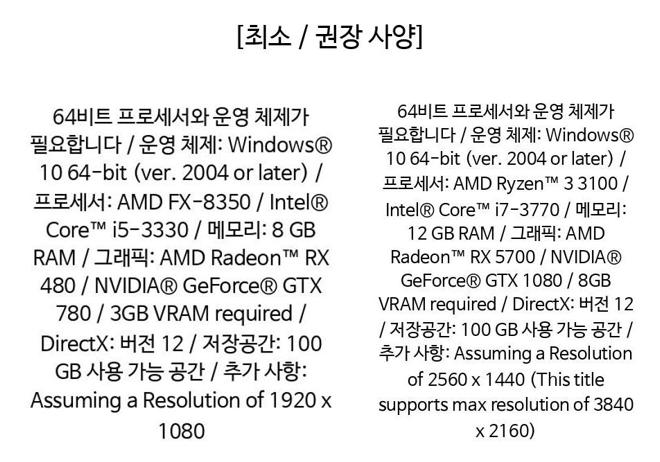 [최소 / 권장 사양]
64비트 프로세서와 운영 체제가
필요합니다 / 운영 체제: Windows®
10 64-bit (ver. 2004 or later) /
프로세서: AMD FX-8350 / Intel®
Core™ i5-3330 / 메모리: 8 GB
RAM / 그래픽: AMD Radeon™ RX
480 / NVIDIA® GeForce® GTX
780 / 3GB VRAM required /
DirectX: 버전 12 / 저장공간: 100
GB 사용 가능 공간 / 추가 사항:
Assuming a Resolution of 1920 x
1080
64비트 프로세서와 운영 체제가
필요합니다 / 운영 체제: Windows®
10 64-bit (ver. 2004 or later) /
프로세서: AMD Ryzen™ 3 3100 /
Intel® Core™ i7-3770 / 메모리:
12 GB RAM / 그래픽: AMD
Radeon™ RX 5700 / NVIDIA®
GeForce® GTX 1080 / 8GB
VRAM required / DirectX: 버전 12
/ 저장공간: 100 GB 사용 가능 공간 /
추가 사항: Assuming a Resolution
of 2560 x 1440 (This title
supports max resolution of 3840
x 2160)